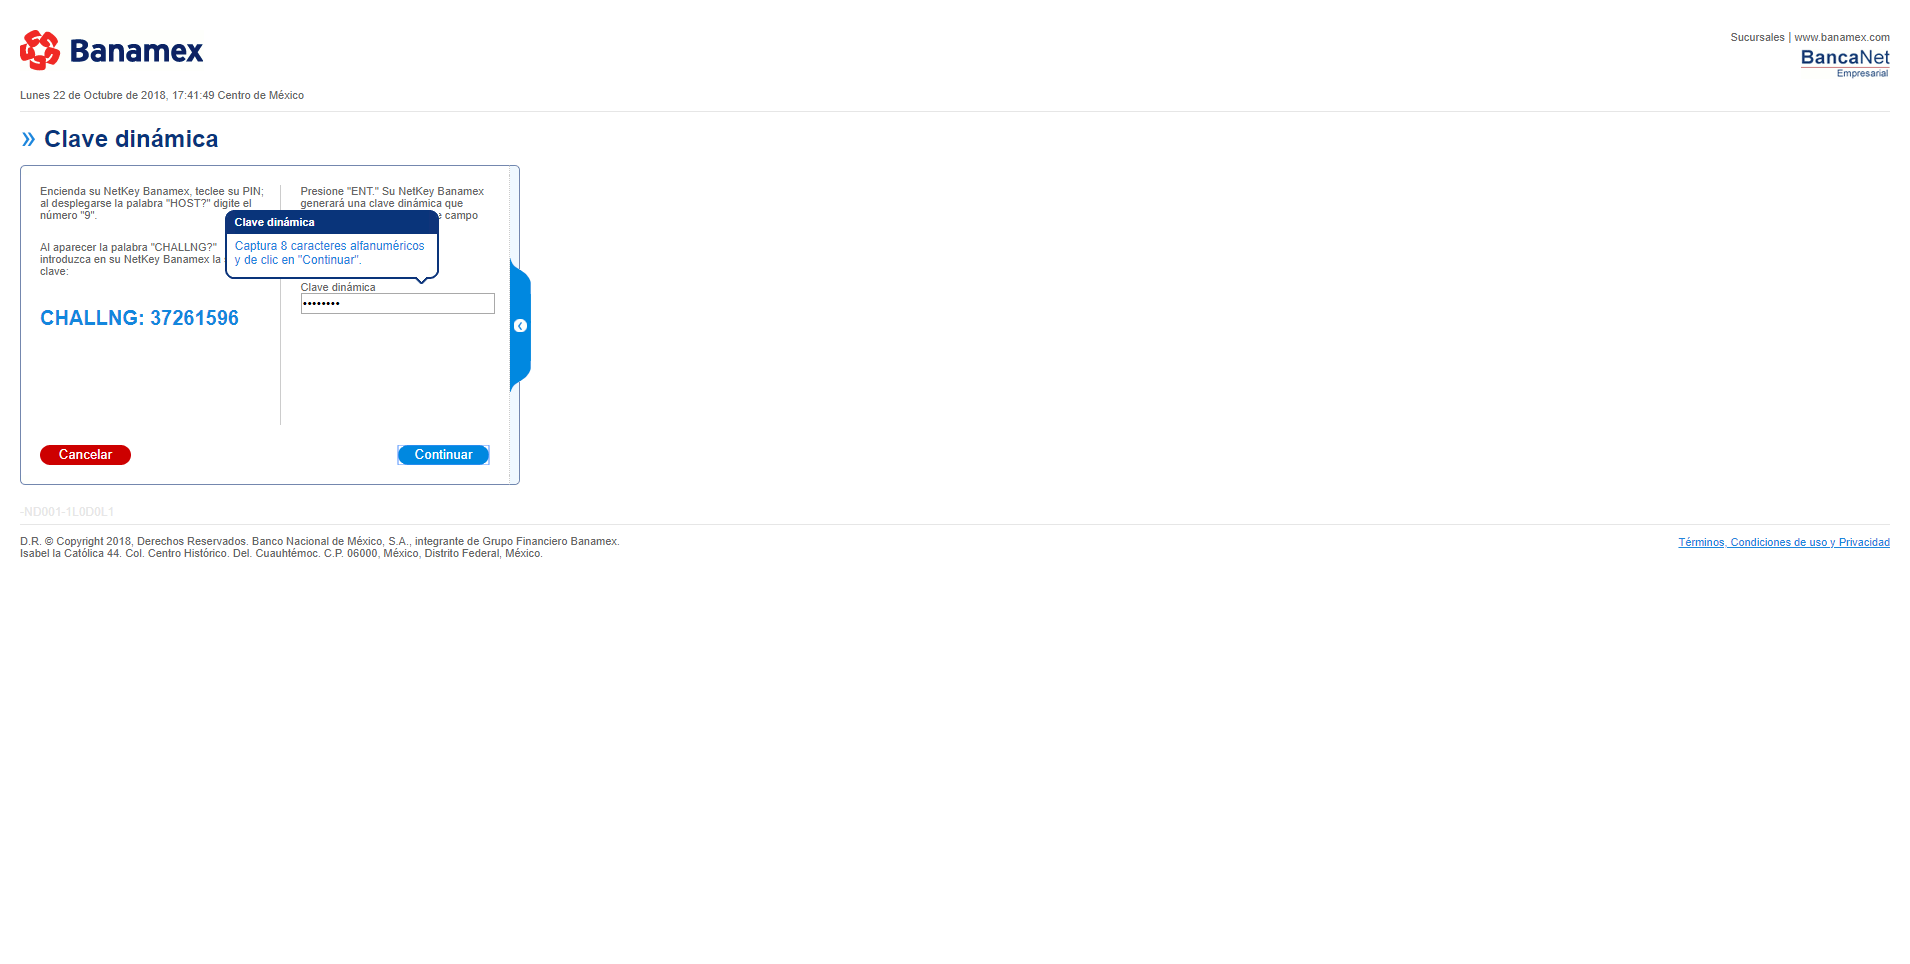 Banamex
Sucursales | www.banamex.com
BancaNet
Empresarial
Lunes 22 de Octubre de 2018, 17:41:49 Centro de México
» Clave dinámica
Encienda su NetKey Banamex, teclee su PIN;
al desplegarse la palabra "HOST?" digite el
número "9".
Al aparecer la palabra "CHALLNG?"
introduzca en su NetKey Banamex la
clave:
CHALLNG: 37261596
Presione "ENT." Su NetKey Banamex
generará una clave dinámica que
campo
Clave dinámica
Captura 8 caracteres alfanuméricos
y de clic en "Continuar".
Clave dinámica
••••••••
Cancelar
Continuar
-ND001-1L0D0L1
D.R. © Copyright 2018, Derechos Reservados. Banco Nacional de México, S.A., integrante de Grupo Financiero Banamex.
Isabel la Católica 44. Col. Centro Histórico. Del. Cuauhtémoc. C.P. 06000, México, Distrito Federal, México.
Términos, Condiciones de uso y Privacidad